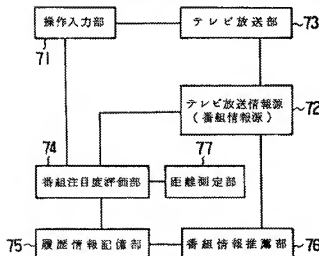 操作入力部
テレビ放送部
73
71
テレビ放送情報源
(番組情報源)
72
74
77
番組注目度評価部
距離測定部
75
履歴情報記憶部
番組情報推薦部
76